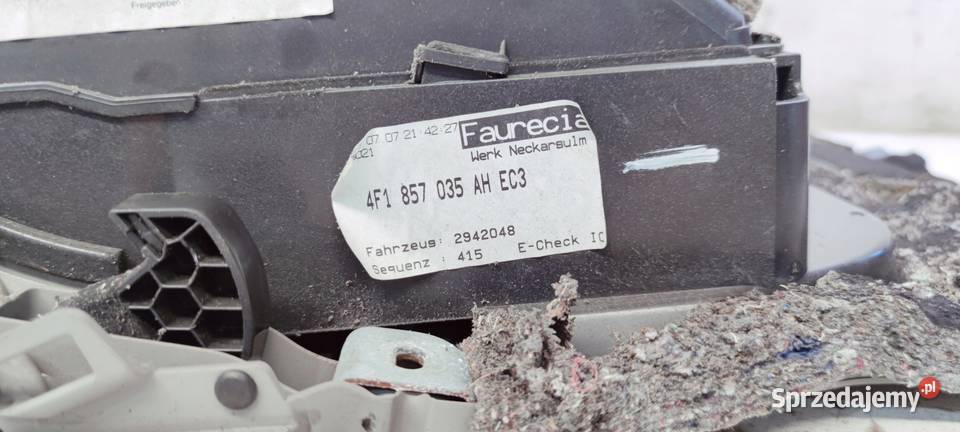 Freigegeben
07 07 21:42:27 Faurecia
Werk Neckarsulm
4F1 857 035 AH EC3
Fahrzeug: 2942048
Sequenz : 415 E-Check IO
Sprzedajemy.pl